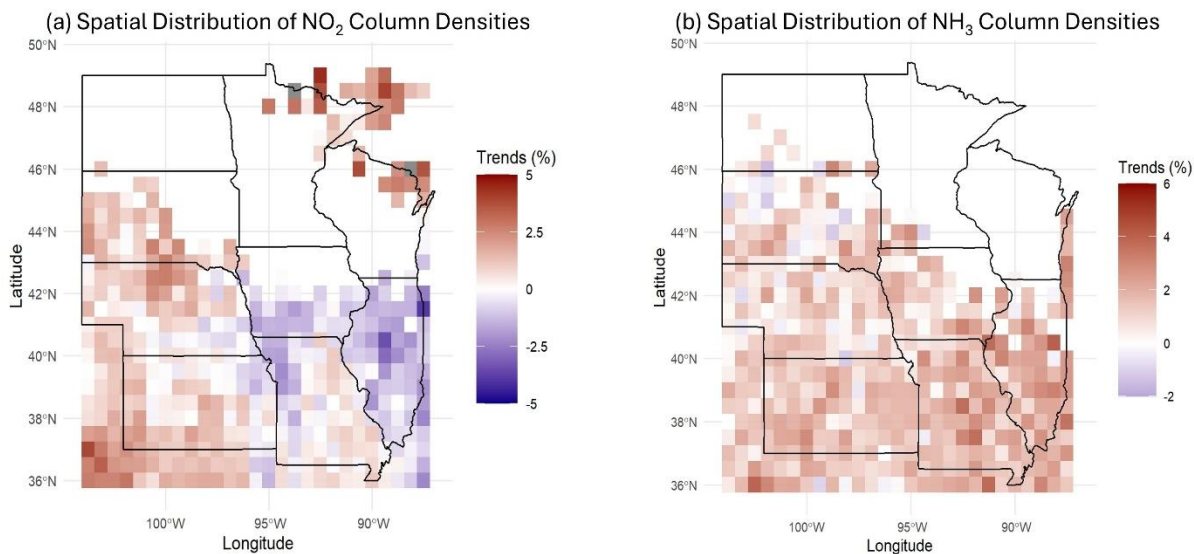 (a) Spatial Distribution of NO₂ Column Densities
50°N
48°N
46°N
44°N
42°N
40°N
38°N
36°N
Latitude
100°W
95°W
90°W
Longitude
Trends (%)
5
2.5
0
-2.5
-5
(b) Spatial Distribution of NH₃ Column Densities
50°N
48°N
46°N
44°N
42°N
40°N
38°N
36°N
Latitude
100°W
95°W
90°W
Longitude
Trends (%)
6
4
2
0
-2